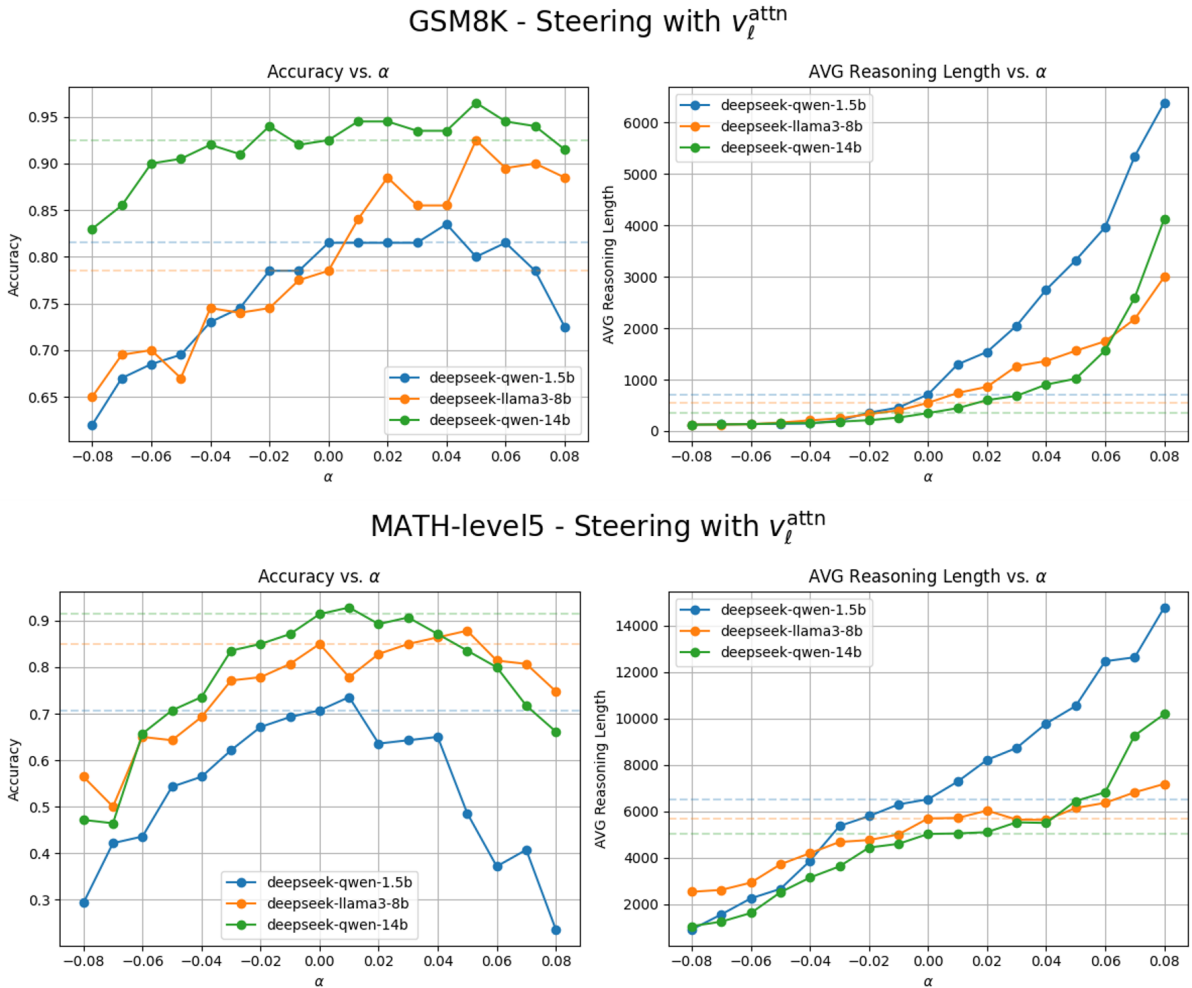 GSM8K - Steering with $v_\ell^{\text{attn}}$
Accuracy vs. α
Accuracy
0.95
0.90
0.85
0.80
0.75
0.70
0.65
deepseek-qwen-1.5b
deepseek-llama3-8b
deepseek-qwen-14b
−0.08 −0.06 −0.04 −0.02 0.00 0.02 0.04 0.06 0.08
α
AVG Reasoning Length vs. α
AVG Reasoning Length
deepseek-qwen-1.5b
deepseek-llama3-8b
deepseek-qwen-14b
6000
5000
4000
3000
2000
1000
0
−0.08 −0.06 −0.04 −0.02 0.00 0.02 0.04 0.06 0.08
α
MATH-level5 - Steering with $v_\ell^{\text{attn}}$
Accuracy vs. α
Accuracy
0.9
0.8
0.7
0.6
0.5
0.4
0.3
deepseek-qwen-1.5b
deepseek-llama3-8b
deepseek-qwen-14b
−0.08 −0.06 −0.04 −0.02 0.00 0.02 0.04 0.06 0.08
α
AVG Reasoning Length vs. α
AVG Reasoning Length
deepseek-qwen-1.5b
deepseek-llama3-8b
deepseek-qwen-14b
14000
12000
10000
8000
6000
4000
2000
−0.08 −0.06 −0.04 −0.02 0.00 0.02 0.04 0.06 0.08
α